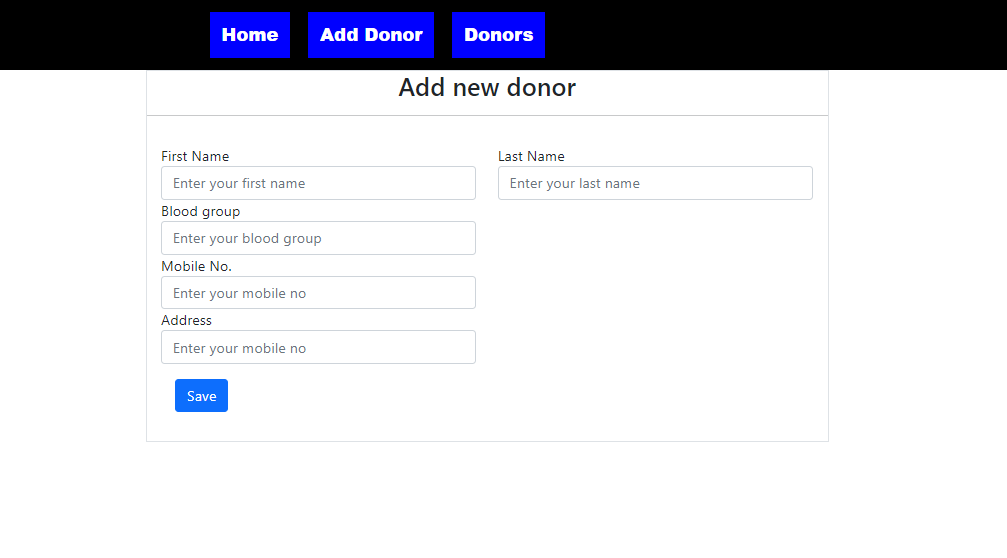 Home Add Donor Donors
Add new donor
First Name Last Name
Enter your first name Enter your last name
Blood group
Enter your blood group
Mobile No.
Enter your mobile no
Address
Enter your mobile no
Save